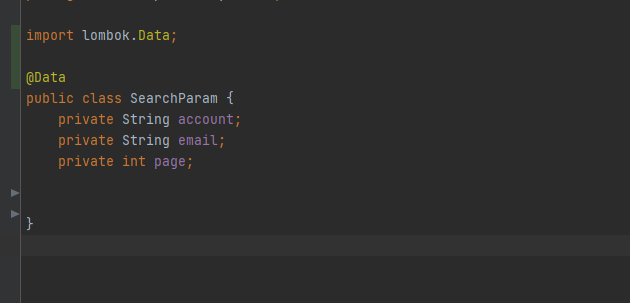 import lombok.Data;
@Data
public class SearchParam {
    private String account;
    private String email;
    private int page;
}